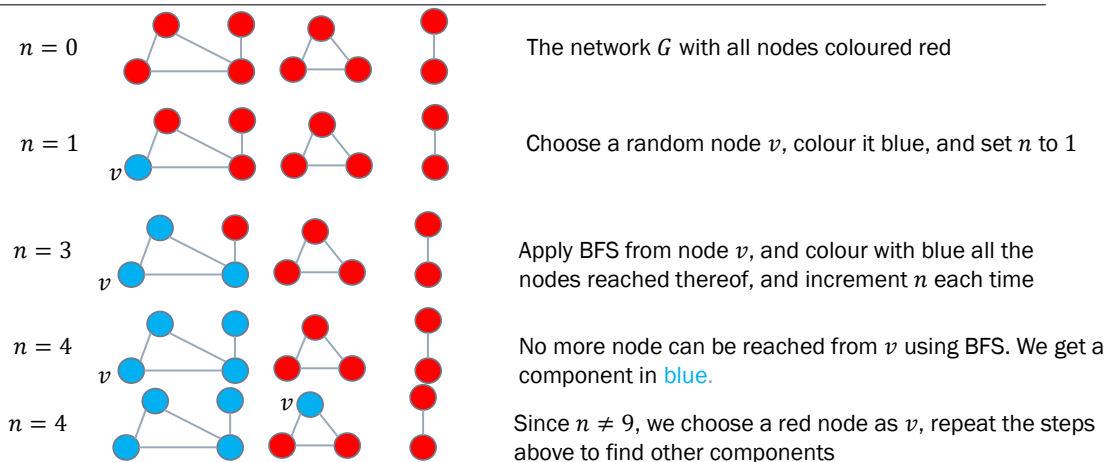 n = 0
The network G with all nodes coloured red
n = 1
Choose a random node v, colour it blue, and set n to 1
v
n = 3
Apply BFS from node v, and colour with blue all the
nodes reached thereof, and increment n each time
v
n = 4
No more node can be reached from v using BFS. We get a
component in blue.
v
n = 4
v
Since n ≠ 9, we choose a red node as v, repeat the steps
above to find other components